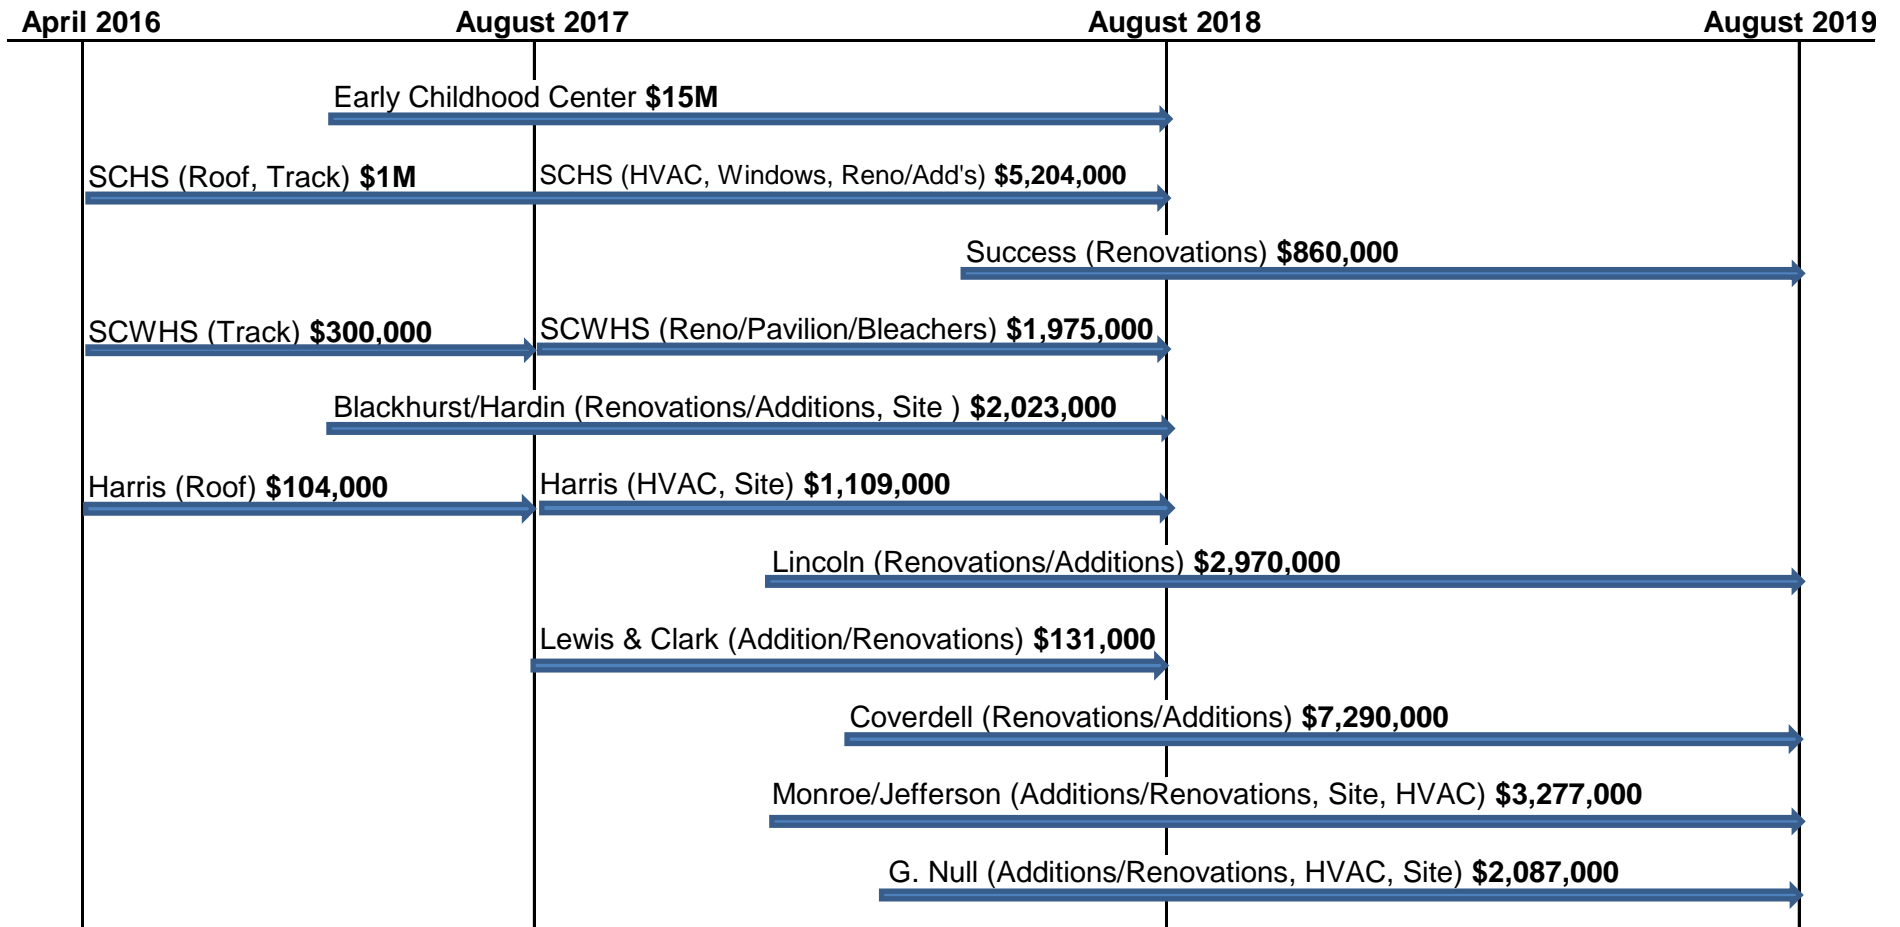 April 2016 August 2017 August 2018 August 2019
Early Childhood Center $15M
SCHS (Roof, Track) $1M SCHS (HVAC, Windows, Reno/Add's) $5,204,000
Success (Renovations) $860,000
SCWHS (Track) $300,000 SCWHS (Reno/Pavilion/Bleachers) $1,975,000
Blackhurst/Hardin (Renovations/Additions, Site ) $2,023,000
Harris (Roof) $104,000 Harris (HVAC, Site) $1,109,000
Lincoln (Renovations/Additions) $2,970,000
Lewis & Clark (Addition/Renovations) $131,000
Coverdell (Renovations/Additions) $7,290,000
Monroe/Jefferson (Additions/Renovations, Site, HVAC) $3,277,000
G. Null (Additions/Renovations, HVAC, Site) $2,087,000